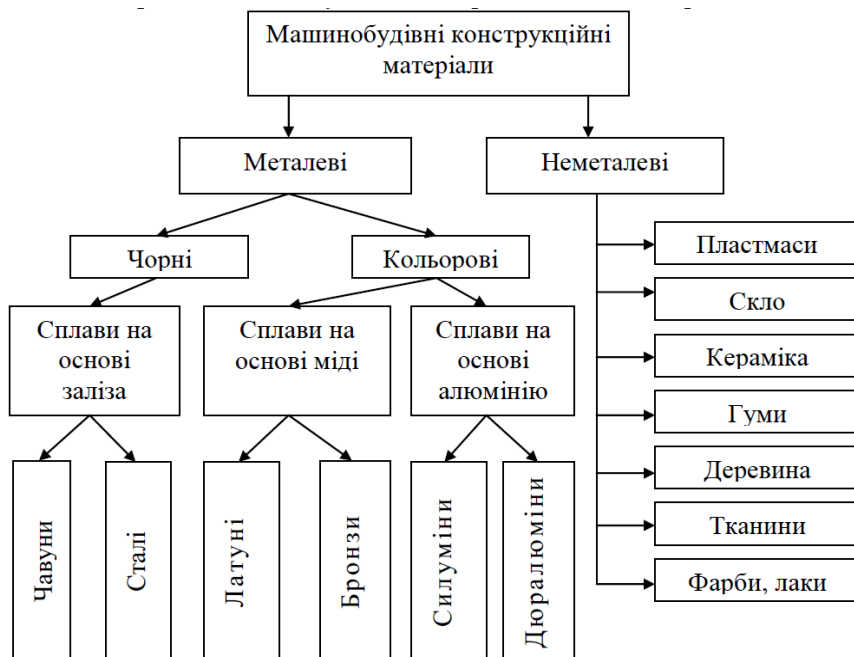 Машинобудівні конструкційні
матеріали
Металеві
Неметалеві
Чорні
Кольорові
Сплави на
основі
заліза
Сплави на
основі міді
Сплави на
основі
алюмінію
Чавуни
Сталі
Латуні
Бронзи
Силуміни
Дюралюміни
Пластмаси
Скло
Кераміка
Гуми
Деревина
Тканини
Фарби, лаки